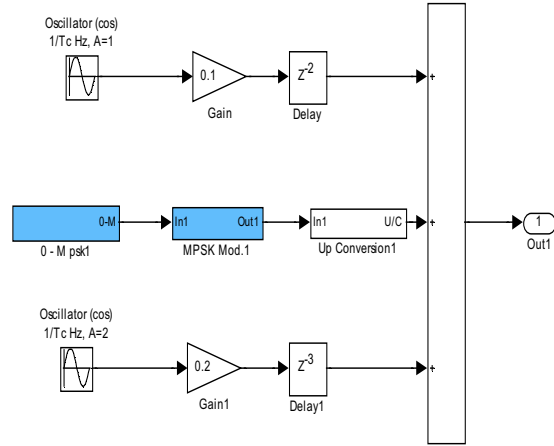 Oscillator (cos)
1/Tc Hz, A=1
0.1
Z-2
+
Gain
Delay
0-M
In1
Out1
In1
U/C
+
1
0 - M psk1
MPSK Mod.1
Up Conversion1
Out1
Oscillator (cos)
1/Tc Hz, A=2
0.2
Z-3
+
Gain1
Delay1